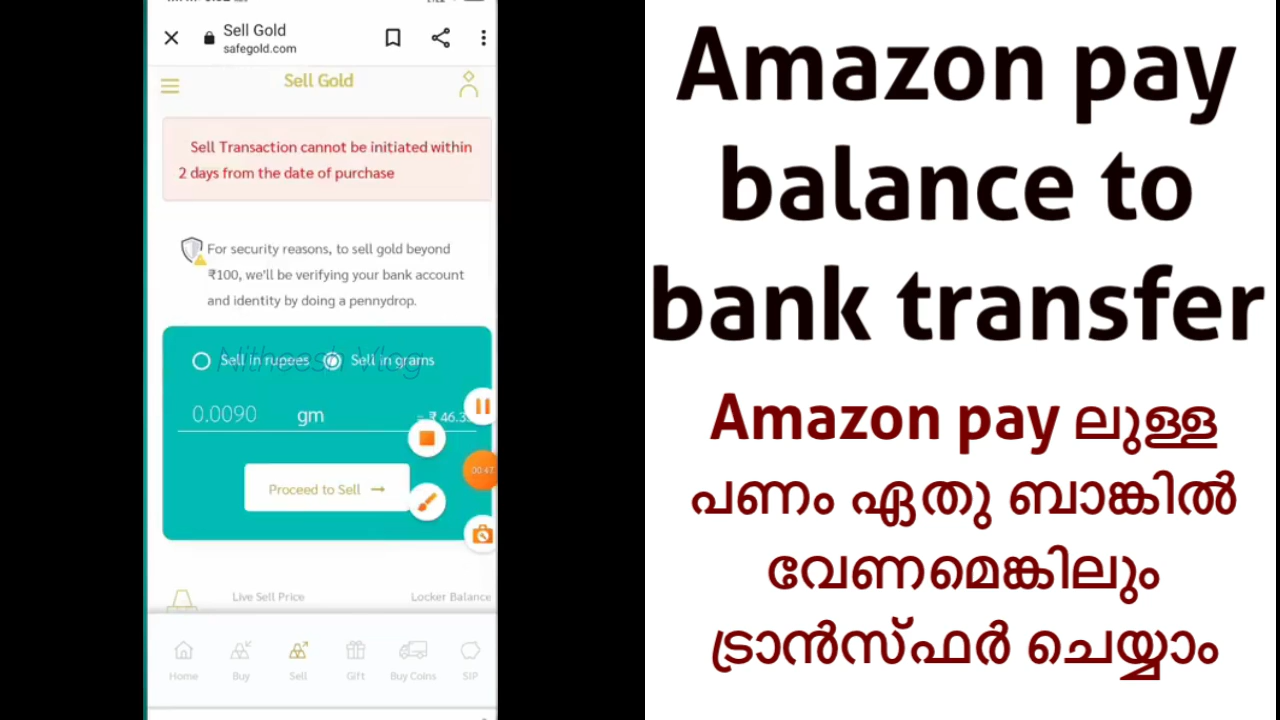 Sell Gold
safegold.com
Sell Gold
Sell Transaction cannot be initiated within
2 days from the date of purchase
For security reasons, to sell gold beyond
₹100, we'll be verifying your bank account
and identity by doing a pennydrop.
Sell in rupees Sell in grams
Nitheesh Vlog
0.0090 gm
Proceed to Sell →
00:47
Live Sell Price Locker Balance
Home Buy Sell Gift Buy Coins SIP
Amazon pay
balance to
bank transfer
Amazon pay ലുള്ള
പണം ഏതു ബാങ്കിൽ
വേണമെങ്കിലും
ട്രാൻസ്ഫർ ചെയ്യാം